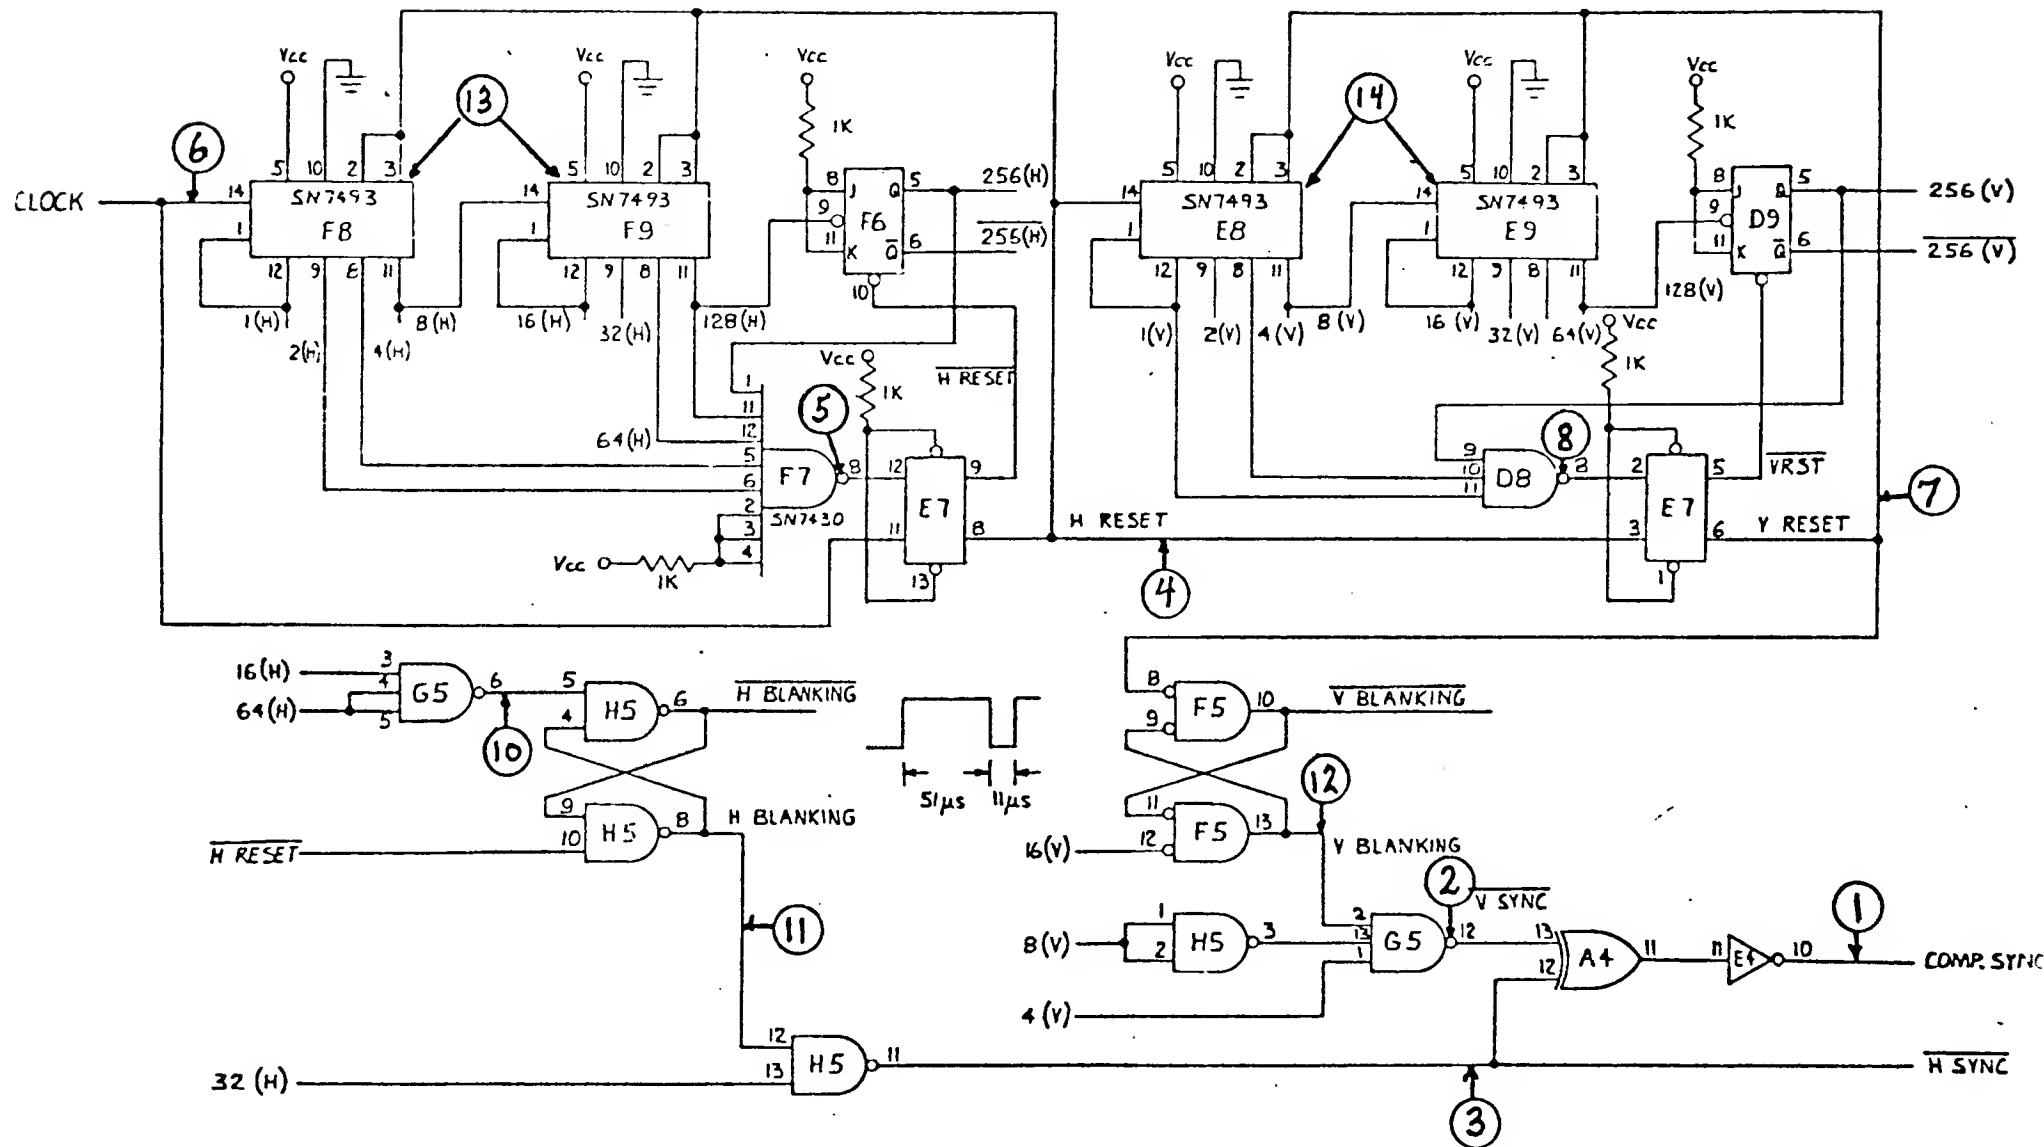 Vcc
Vcc
Vcc
Vcc
Vcc
Vcc
13
14
1K
1K
6
5 10 2 3
5 10 2 3
5 10 2 3
5 10 2 3
CLOCK
14 SN7493 F8 1
14 SN7493 F9 1
8 J Q 5 256(H)
9 F6
11 K Q 6 256(H)
10
14 SN7493 E8 1
14 SN7493 E9 1
8 J Q 5 256 (V)
9 D9
11 K Q 6 256 (V)
12 9 8 11
12 9 8 11
12 9 8 11
12 9 8 11
1(H) 2(H) 4(H) 8(H)
16(H) 32(H) 128(H)
1(V) 2(V) 4(V) 8(V)
16(V) 32(V) 64(V) 128(V)
Vcc
1K
Vcc
1K
H RESET
1
11
64(H) 12
5
6
2
3
4
F7
SN7430
5
8 12 9
E7
11 8
13
Vcc 1K
H RESET
4
9
10
11
D8
8
8 2 5 VRST
E7
3 6 Y RESET
1
7
16(H) 3
4
64(H) 5
G5
6 5
10
4
H5
6 H BLANKING
9
H RESET 10
H5
8 H BLANKING
11
51µs 11µs
8
9
F5
10 V BLANKING
11
16(V) 12
F5
13
12
V BLANKING
2
V SYNC
8(V) 1
2
H5
3
2
13
1
G5
12
4(V)
13
12
A4
11
11 E4 10
1
COMP. SYNC
12
32 (H) 13
H5
11
3
H SYNC